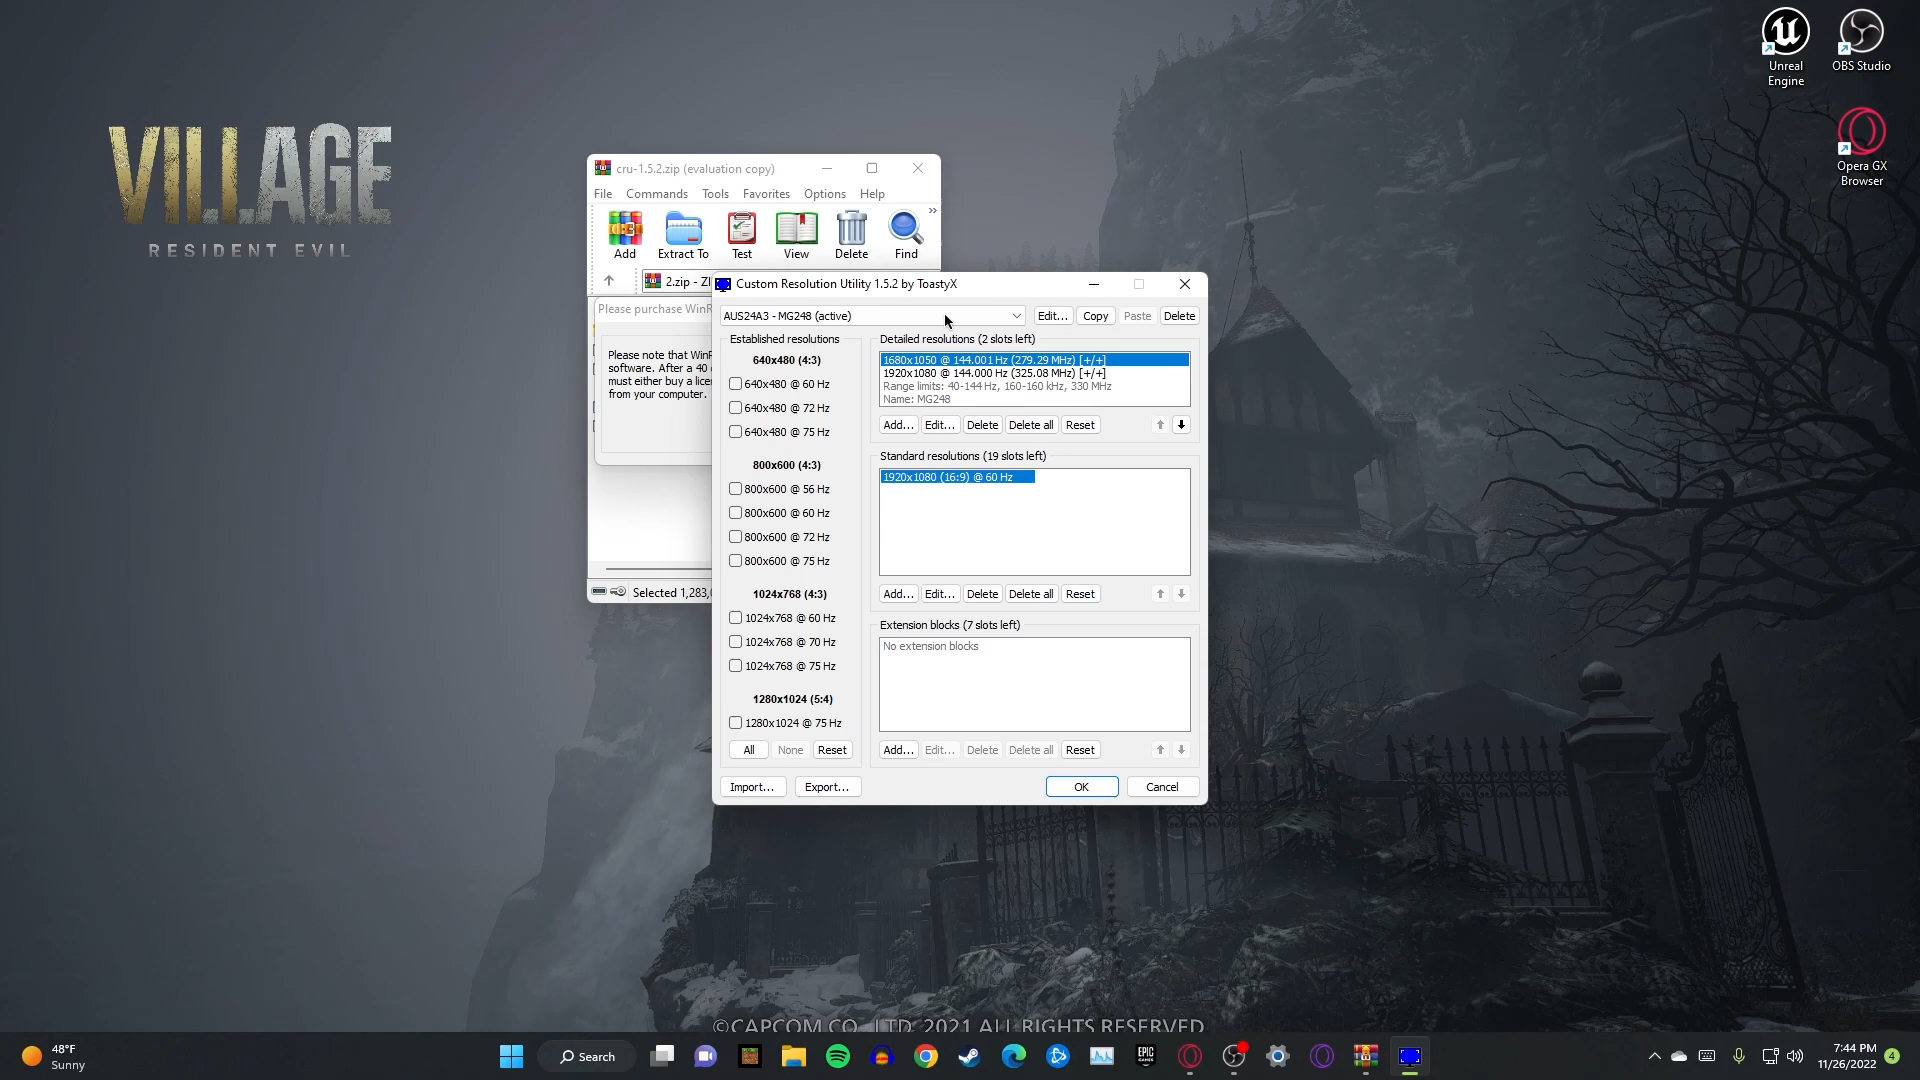 VILLAGE
RESIDENT EVIL
Unreal
Engine
OBS Studio
Opera GX
Browser
cru-1.5.2.zip (evaluation copy)
File Commands Tools Favorites Options Help
Add Extract To Test View Delete Find
»
2.zip - ZI
Please purchase WinR
Please note that WinR
software. After a 40
must either buy a lice
from your computer.
Selected 1,283,
Custom Resolution Utility 1.5.2 by ToastyX
AUS24A3 - MG248 (active)
Edit... Copy Paste Delete
Established resolutions
640x480 (4:3)
640x480 @ 60 Hz
640x480 @ 72 Hz
640x480 @ 75 Hz
800x600 (4:3)
800x600 @ 56 Hz
800x600 @ 60 Hz
800x600 @ 72 Hz
800x600 @ 75 Hz
1024x768 (4:3)
1024x768 @ 60 Hz
1024x768 @ 70 Hz
1024x768 @ 75 Hz
1280x1024 (5:4)
1280x1024 @ 75 Hz
All None Reset
Detailed resolutions (2 slots left)
1680x1050 @ 144.001 Hz (279.29 MHz) [+/+]
1920x1080 @ 144.000 Hz (325.08 MHz) [+/+]
Range limits: 40-144 Hz, 160-160 kHz, 330 MHz
Name: MG248
Add... Edit... Delete Delete all Reset
Standard resolutions (19 slots left)
1920x1080 (16:9) @ 60 Hz
Add... Edit... Delete Delete all Reset
Extension blocks (7 slots left)
No extension blocks
Add... Edit... Delete Delete all Reset
Import... Export... OK Cancel
©CAPCOM CO., LTD. 2021 ALL RIGHTS RESERVED
48°F
Sunny
Search
EPIC
GAMES
7:44 PM
11/26/2022
4